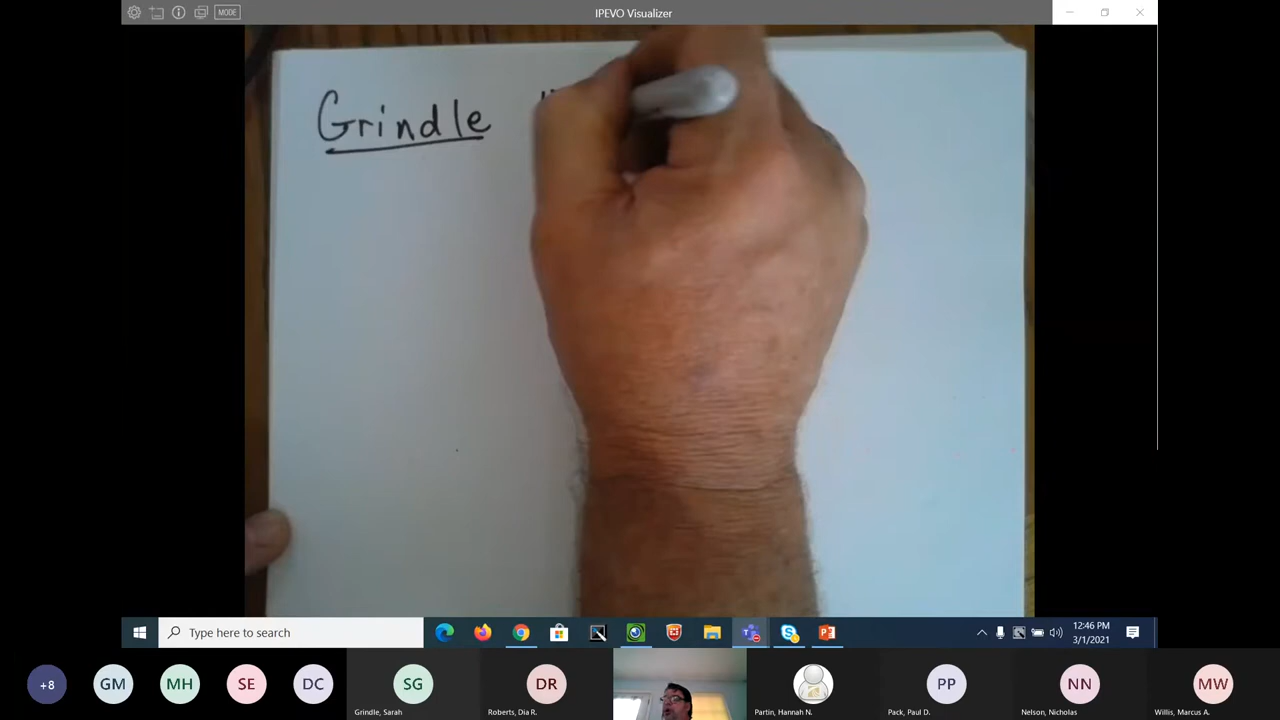 MODE
IPEVO Visualizer
Grindle "
Type here to search
12:46 PM
3/1/2021
+8
GM
MH
SE
DC
SG
DR
PP
NN
MW
Grindle, Sarah
Roberts, Dia R.
Partin, Hannah N.
Pack, Paul D.
Nelson, Nicholas
Willis, Marcus A.